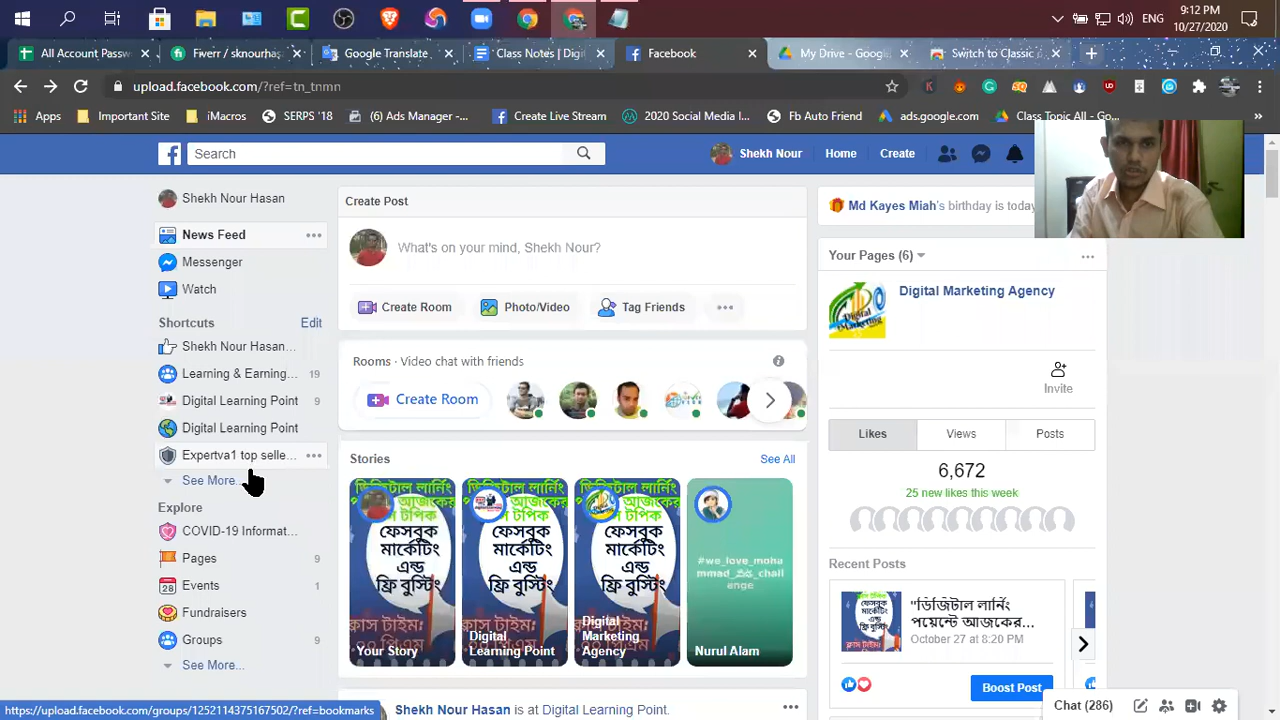 ENG
9:12 PM
10/27/2020
All Account Passw
Fiverr / sknourhas
Google Translate
Class Notes | Digi
Facebook
My Drive - Google
Switch to Classic
upload.facebook.com/?ref=tn_tnmn
Apps
Important Site
iMacros
SERPS '18
(6) Ads Manager -...
Create Live Stream
2020 Social Media I...
Fb Auto Friend
Class Topic All - G...
Search
Shekh Nour
Home
Create
Shekh Nour Hasan
News Feed
Messenger
Watch
Shortcuts
Edit
Shekh Nour Hasan...
Learning & Earning...
19
Digital Learning Point
9
Digital Learning Point
Expertva1 top selle...
See More...
Explore
COVID-19 Informat...
Pages
9
Events
1
Fundraisers
Groups
9
See More...
Create Post
What's on your mind, Shekh Nour?
Create Room
Photo/Video
Tag Friends
Rooms · Video chat with friends
Create Room
Stories
See All
ডিজিটাল লার্নিং
পয়েন্টে আজকের
টপিক
ফেসবুক
মার্কেটিং
এন্ড
ফ্রি বুস্টিং
Your Story
Digital
Learning Point
Digital
Marketing
Agency
#we_love_moha
Nurul Alam
Shekh Nour Hasan is at Digital Learning Point.
Md Kayes Miah's birthday is today
Your Pages (6)
Digital Marketing Agency
Invite
Likes
Views
Posts
6,672
25 new likes this week
Recent Posts
"ডিজিটাল লার্নিং
পয়েন্টে আজকের...
October 27 at 8:20 PM
Boost Post
Chat (286)
https://upload.facebook.com/groups/1252114375167502/?ref=bookmarks